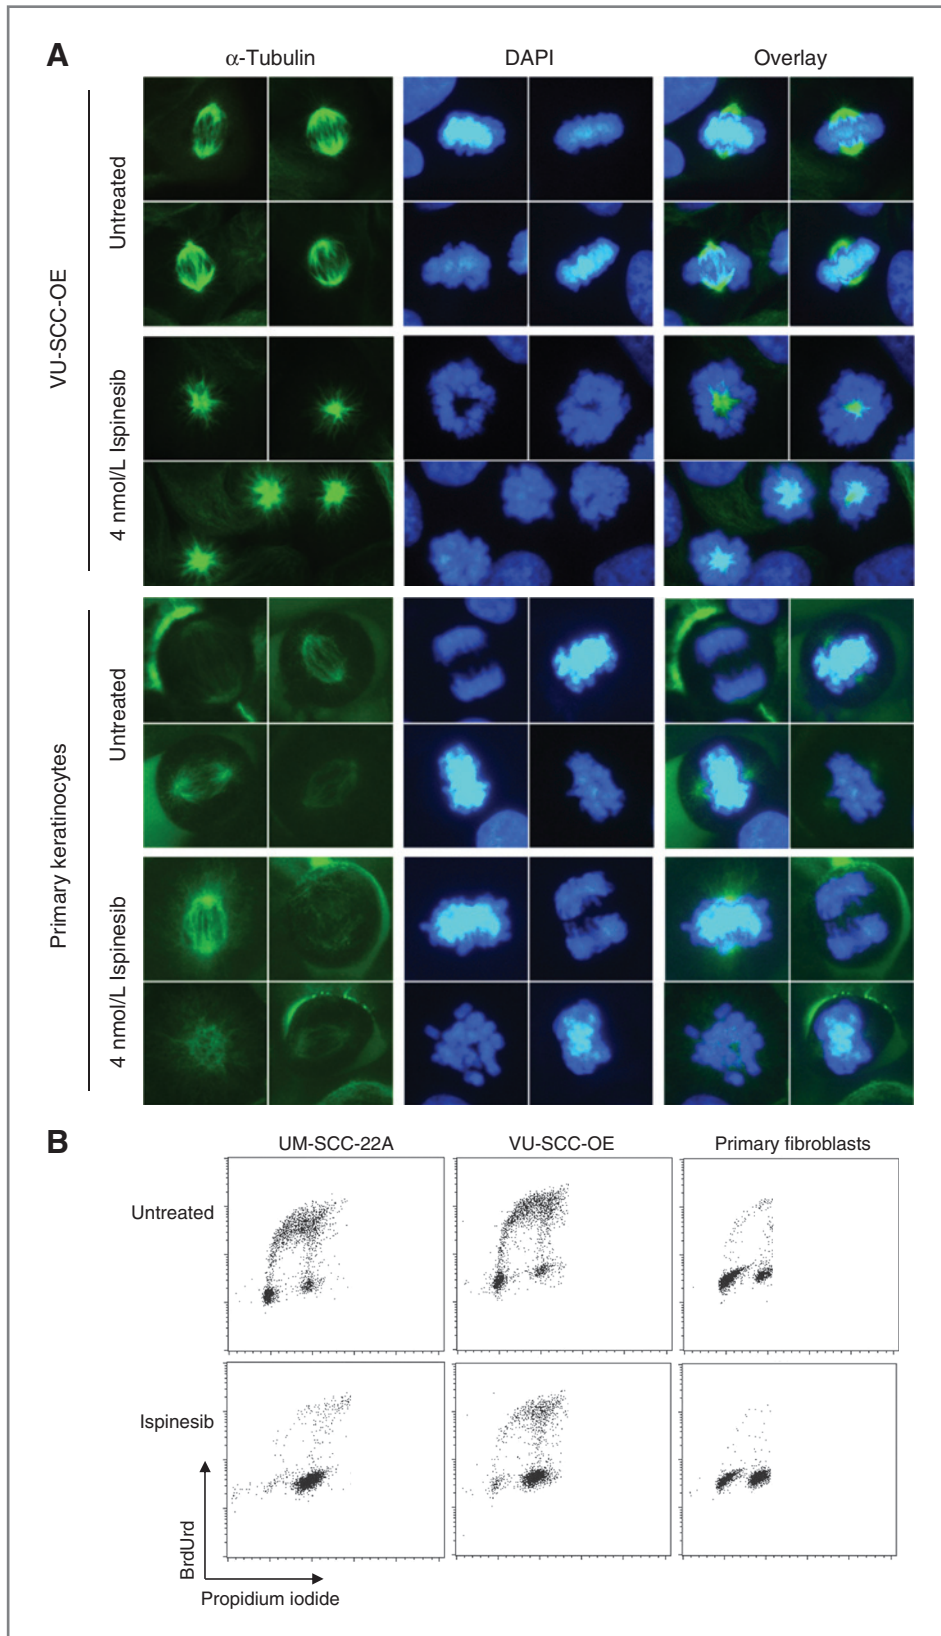 A
α-Tubulin DAPI Overlay
VU-SCC-OE
Untreated
4 nmol/L Ispinesib
Primary keratinocytes
Untreated
4 nmol/L Ispinesib
B
UM-SCC-22A VU-SCC-OE Primary fibroblasts
Untreated
Ispinesib
BrdUrd
Propidium iodide